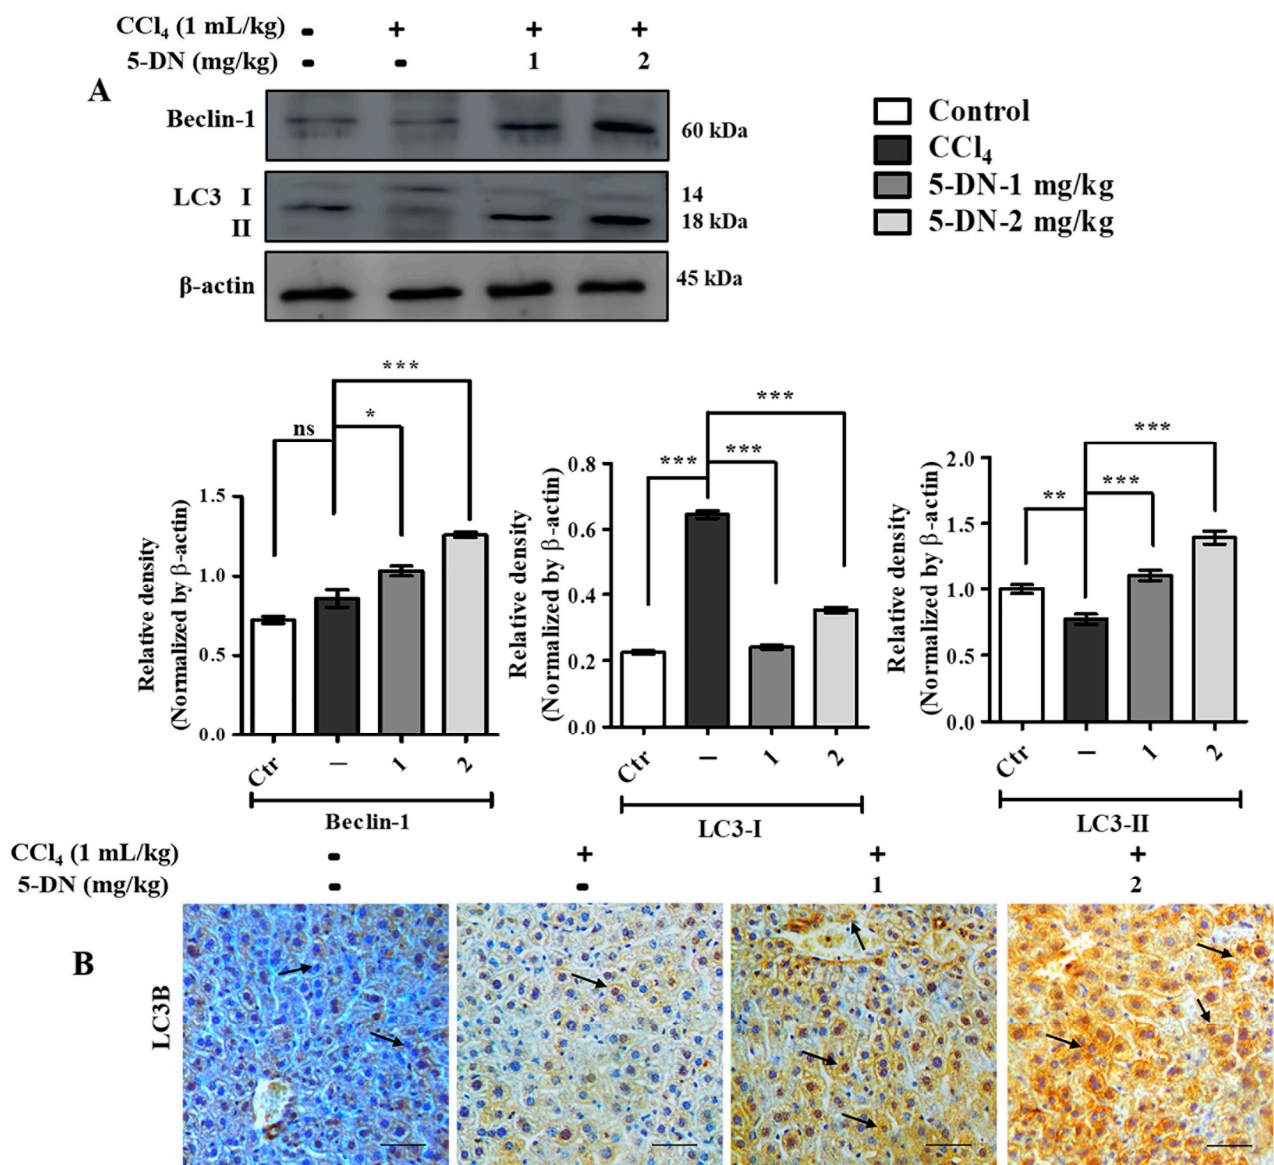 CCl4 (1 mL/kg) - + + +
5-DN (mg/kg) - - 1 2
A
Beclin-1
60 kDa
LC3 I
14
II
18 kDa
β-actin
45 kDa
Control
CCl4
5-DN-1 mg/kg
5-DN-2 mg/kg
Relative density
(Normalized by β-actin)
1.5
1.0
0.5
0.0
ns
*
***
Ctr – 1 2
Beclin-1
Relative density
(Normalized by β-actin)
0.8
0.6
0.4
0.2
0.0
***
***
***
Ctr – 1 2
LC3-I
Relative density
(Normalized by β-actin)
2.0
1.5
1.0
0.5
0.0
**
***
***
Ctr – 1 2
LC3-II
CCl4 (1 mL/kg) - + + +
5-DN (mg/kg) - - 1 2
B
LC3B